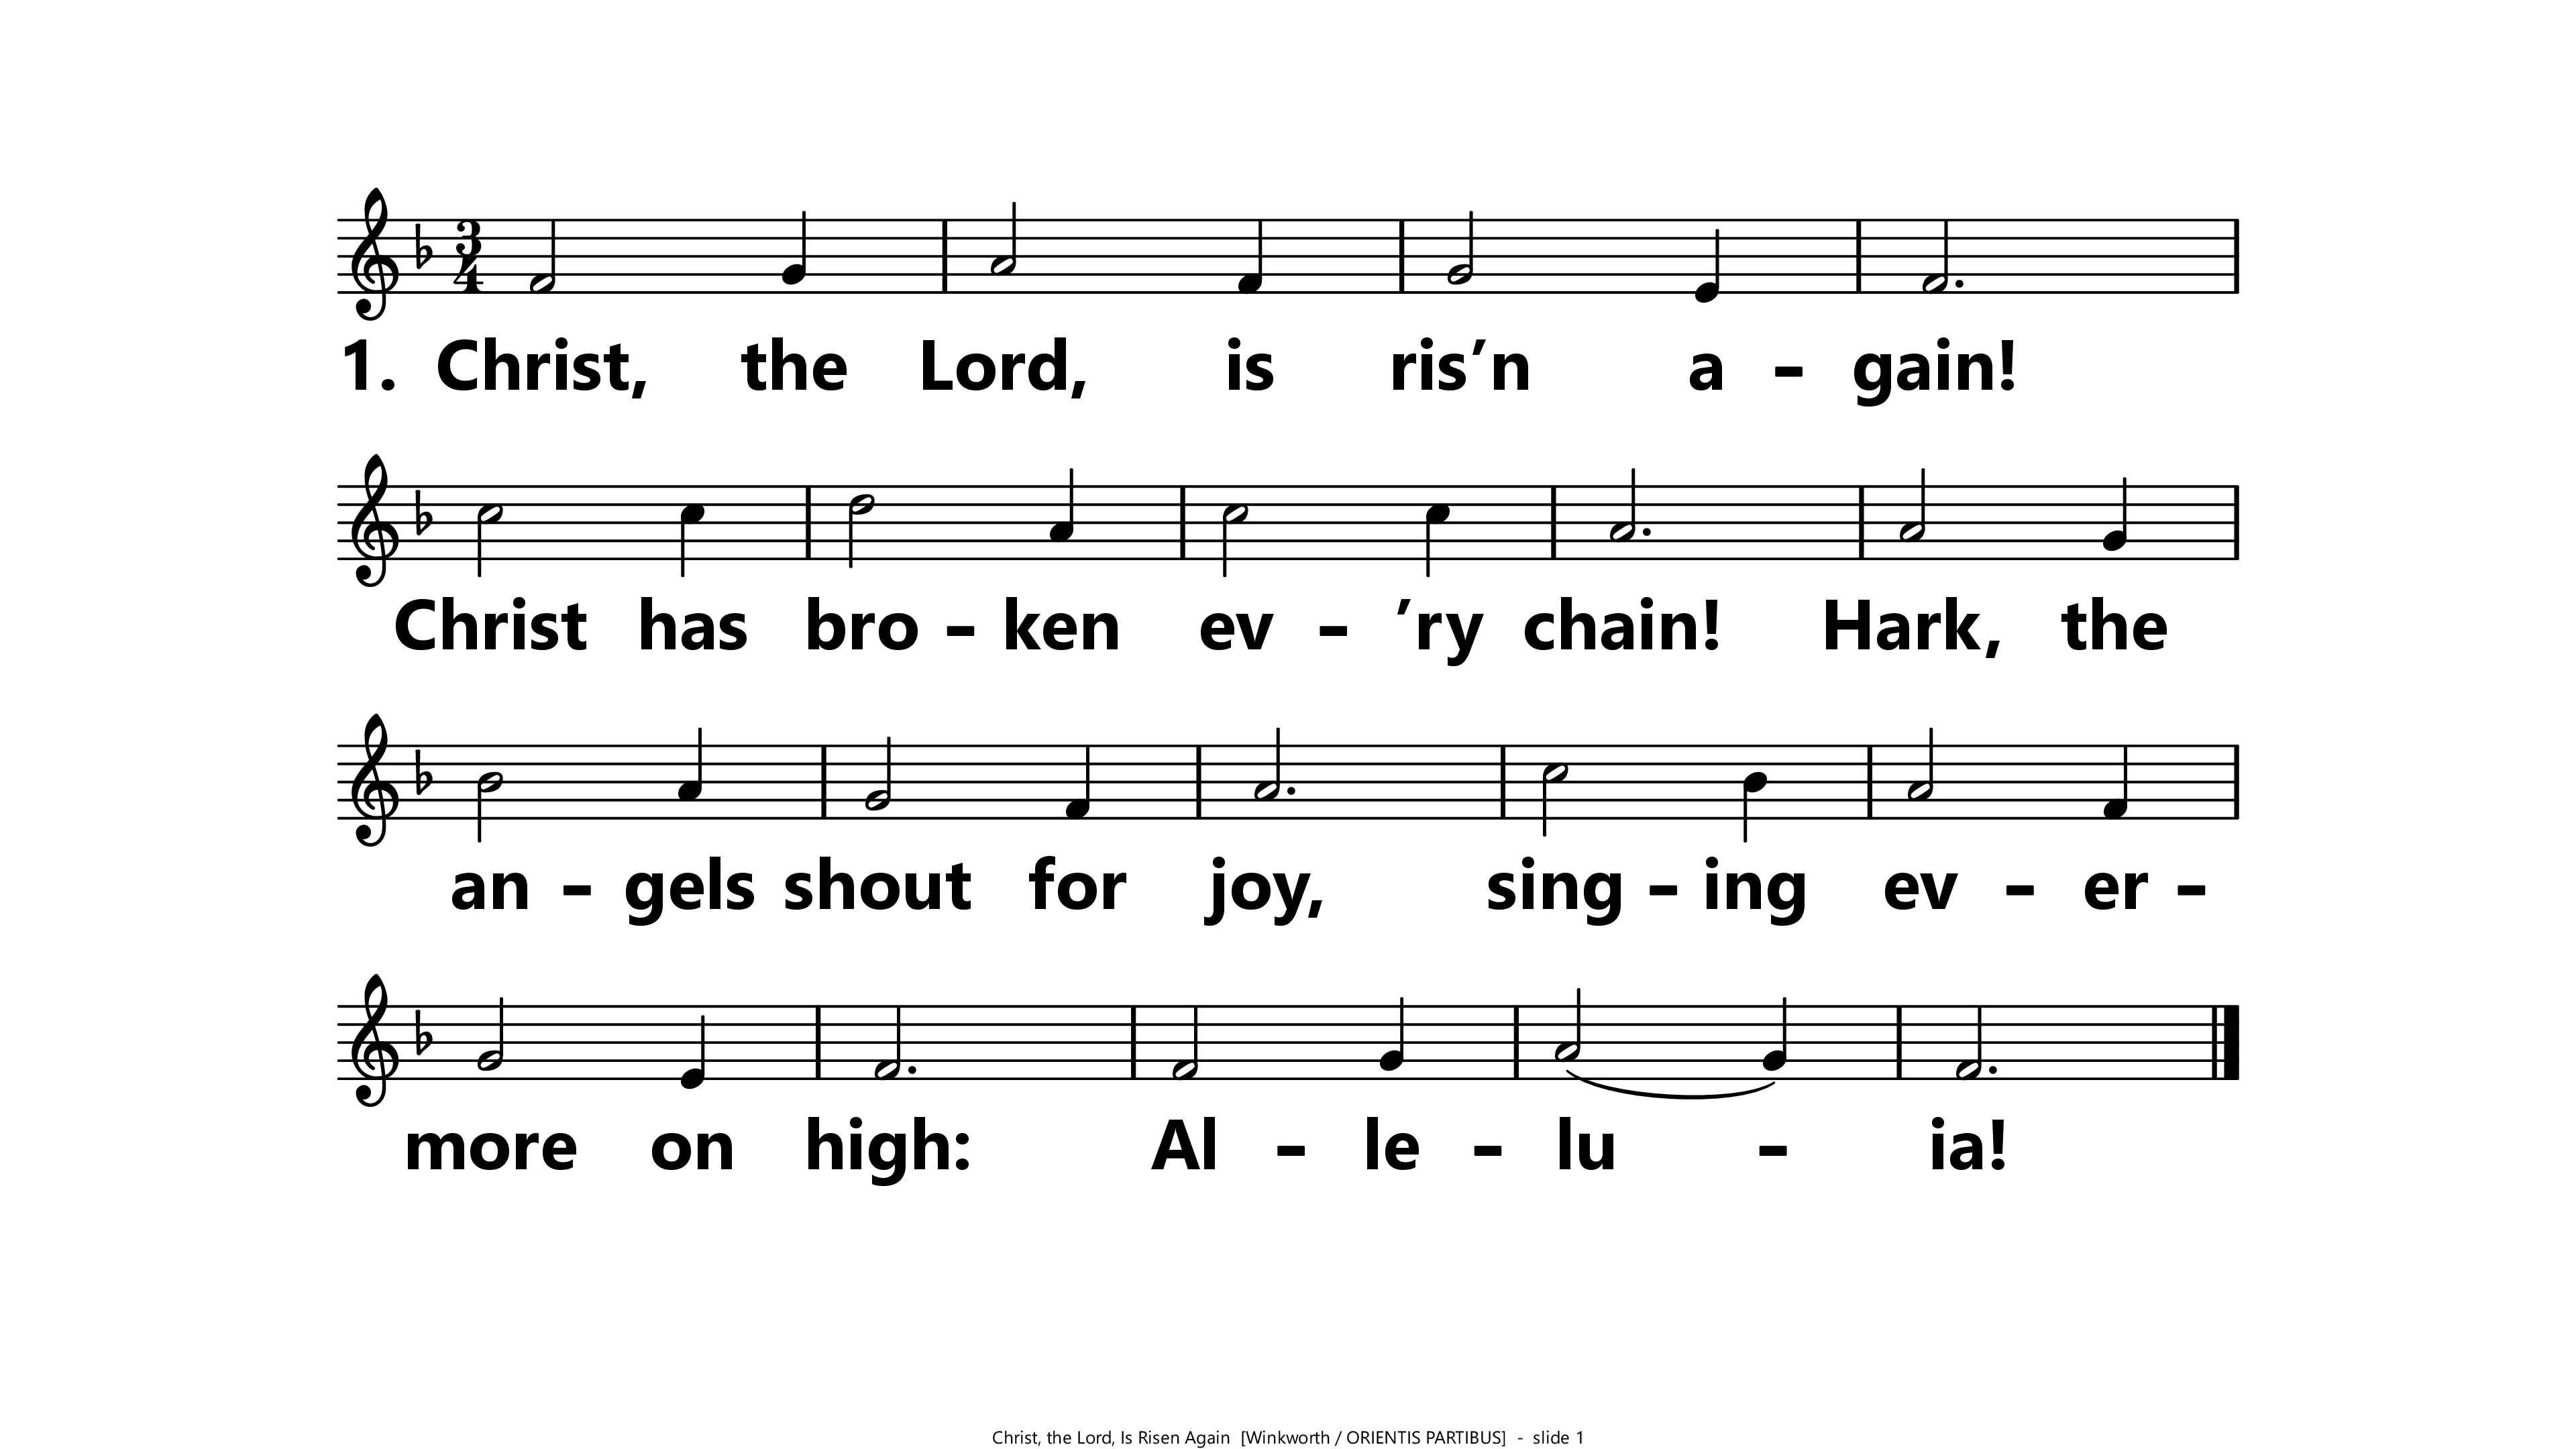 1. Christ, the Lord, is ris’n a – gain!
Christ has bro – ken ev – ’ry chain! Hark, the
an – gels shout for joy, sing – ing ev – er –
more on high: Al – le – lu – ia!
Christ, the Lord, Is Risen Again [Winkworth / ORIENTIS PARTIBUS] - slide 1